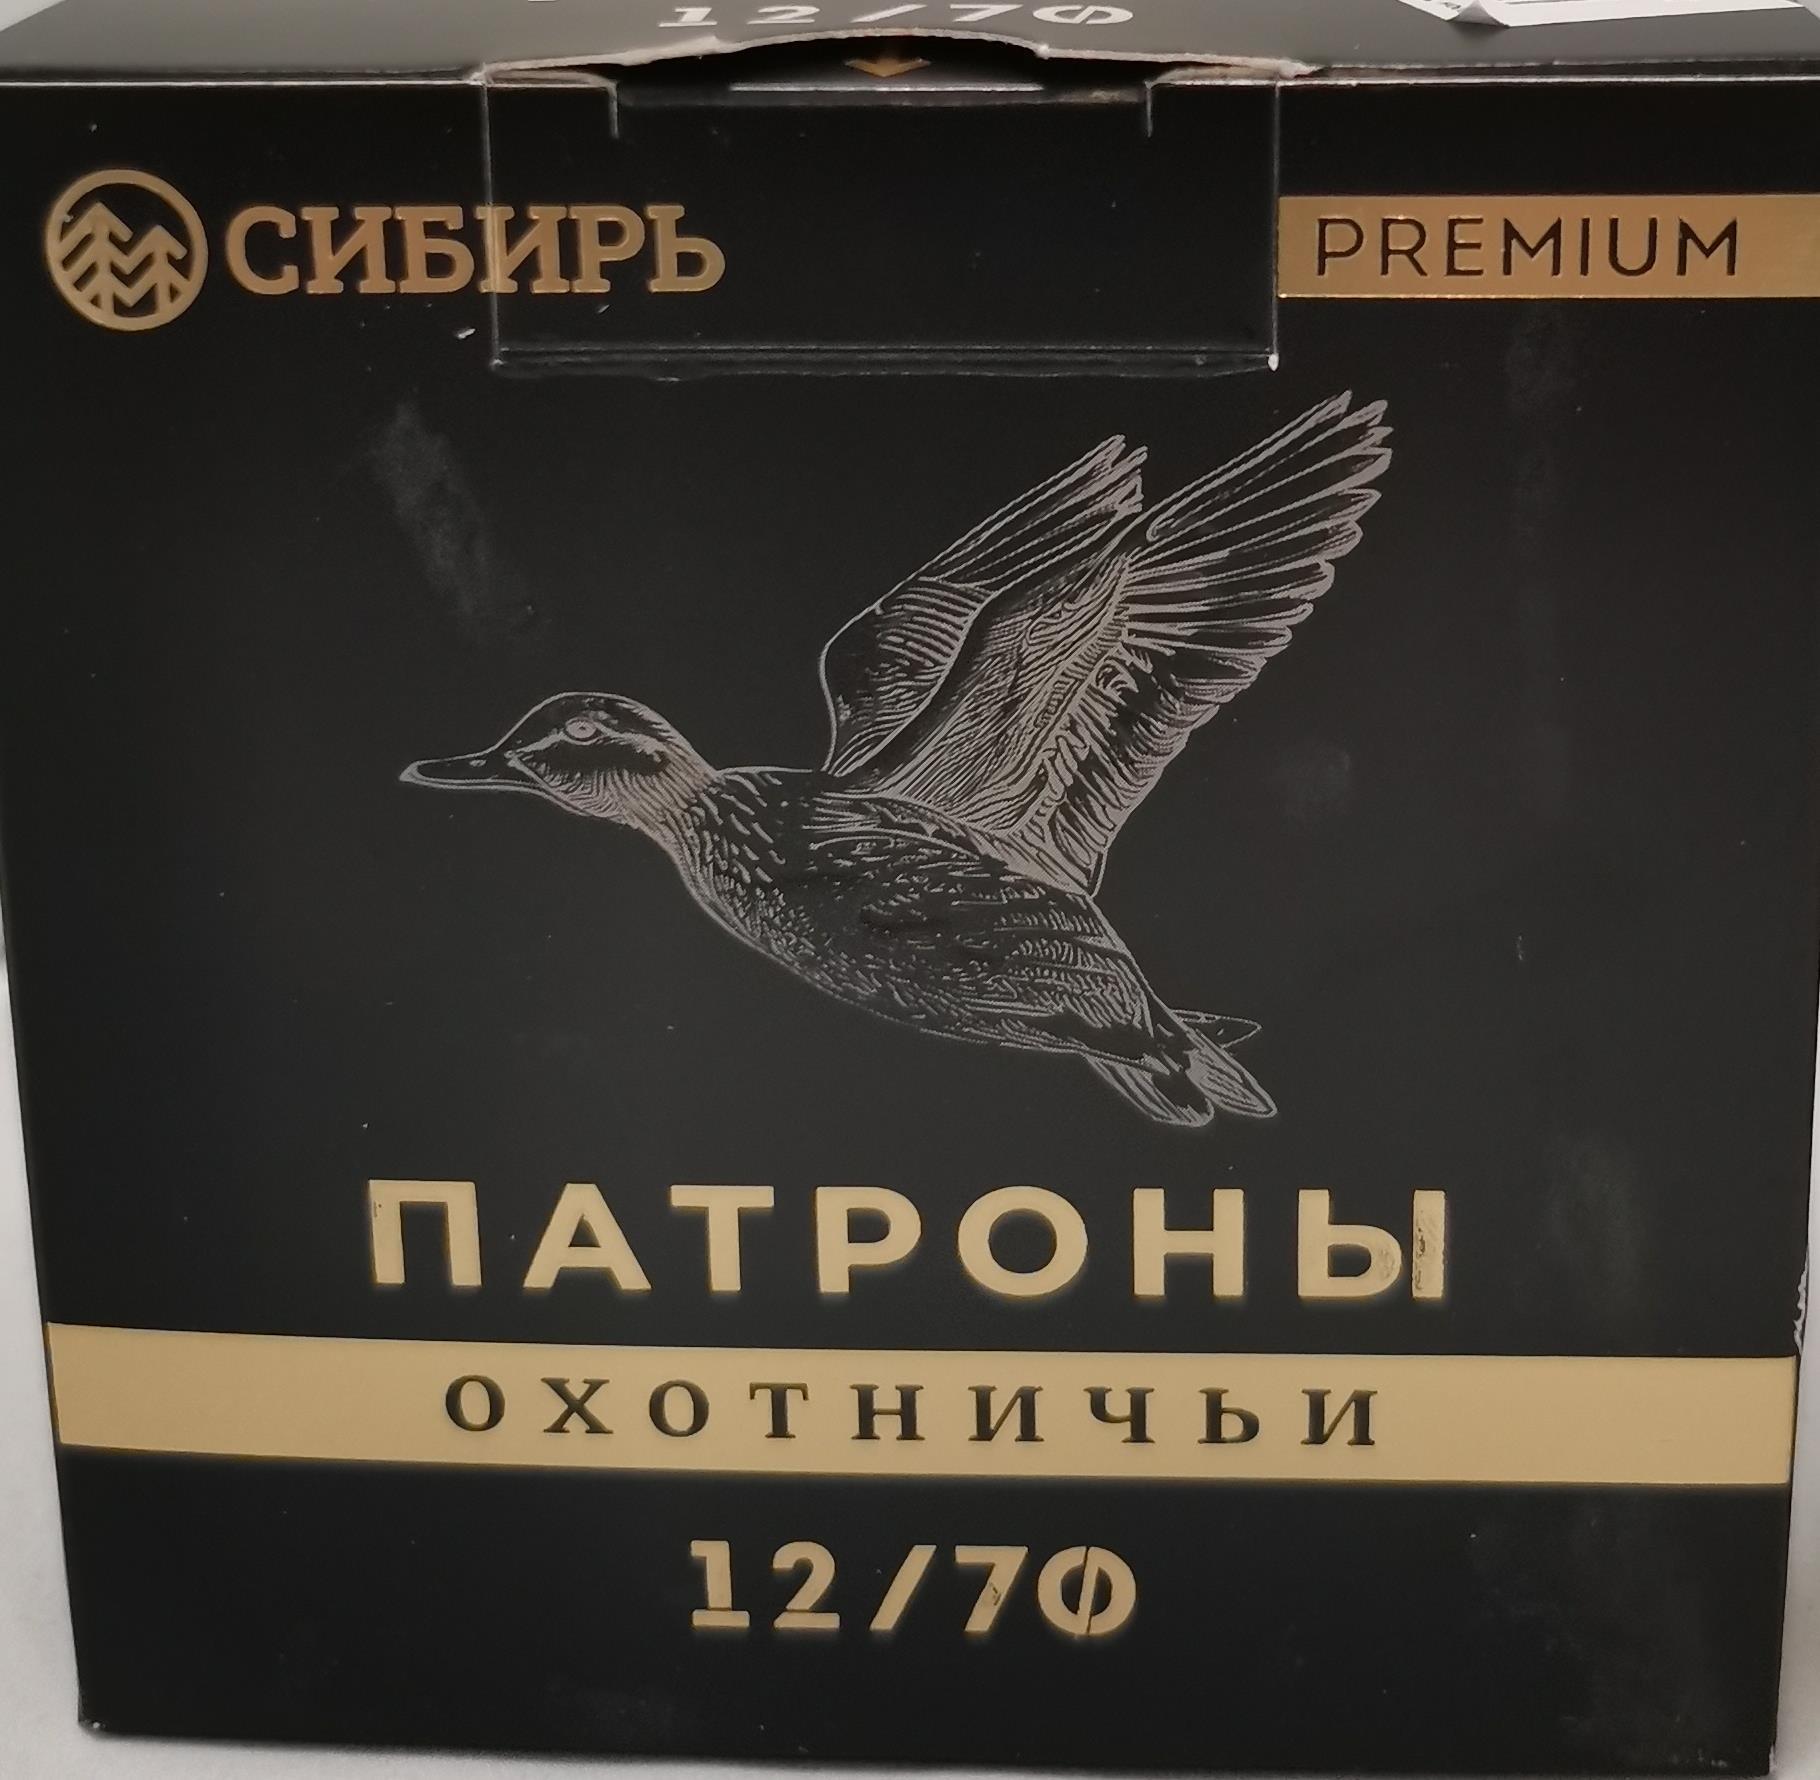 12/70
СИБИРЬ
PREMIUM
ПАТРОНЫ
ОХОТНИЧЬИ
12/70